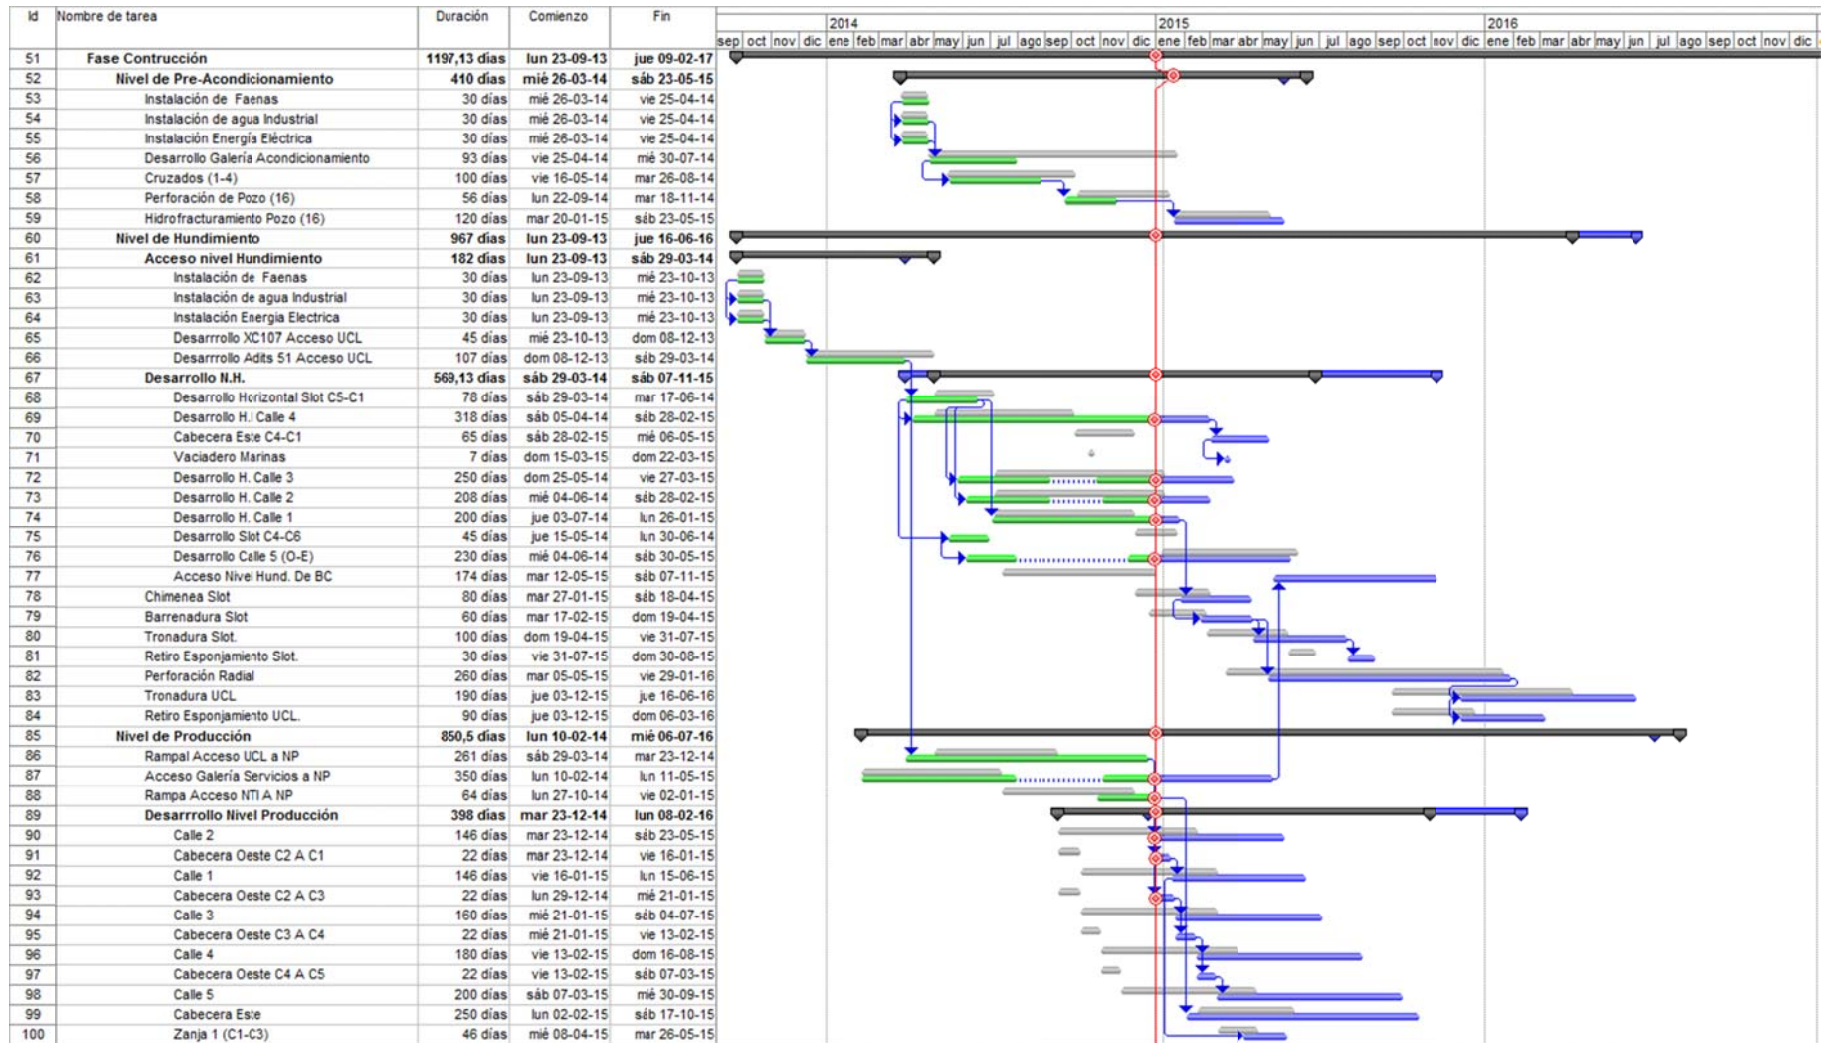 Id Nombre de tarea Duración Comienzo Fin
2014 2015 2016
sep oct nov dic ene feb mar abr may jun jul ago sep oct nov dic ene feb mar abr may jun jul ago sep oct nov dic ene feb mar abr may jun jul ago sep oct nov dic
51 Fase Contrucción 1197,13 días lun 23-09-13 jue 09-02-17
52 Nivel de Pre-Acondicionamiento 410 días mié 26-03-14 sáb 23-05-15
53 Instalación de Faenas 30 días mié 26-03-14 vie 25-04-14
54 Instalación de agua Industrial 30 días mié 26-03-14 vie 25-04-14
55 Instalación Energía Eléctrica 30 días mié 26-03-14 vie 25-04-14
56 Desarrollo Galería Acondicionamiento 93 días vie 25-04-14 mié 30-07-14
57 Cruzados (1-4) 100 días vie 16-05-14 mar 26-08-14
58 Perforación de Pozo (16) 56 días lun 22-09-14 mar 18-11-14
59 Hidrofracturamiento Pozo (16) 120 días mar 20-01-15 sáb 23-05-15
60 Nivel de Hundimiento 967 días lun 23-09-13 jue 16-06-16
61 Acceso nivel Hundimiento 182 días lun 23-09-13 sáb 29-03-14
62 Instalación de Faenas 30 días lun 23-09-13 mié 23-10-13
63 Instalación de agua Industrial 30 días lun 23-09-13 mié 23-10-13
64 Instalación Energia Electrica 30 días lun 23-09-13 mié 23-10-13
65 Desarrrollo XC107 Acceso UCL 45 días mié 23-10-13 dom 08-12-13
66 Desarrrollo Adits 51 Acceso UCL 107 días dom 08-12-13 sáb 29-03-14
67 Desarrollo N.H. 569,13 días sáb 29-03-14 sáb 07-11-15
68 Desarrollo Horizontal Slot C5-C1 78 días sáb 29-03-14 mar 17-06-14
69 Desarrollo H. Calle 4 318 días sáb 05-04-14 sáb 28-02-15
70 Cabecera Este C4-C1 65 días sáb 28-02-15 mié 06-05-15
71 Vaciadero Marinas 7 días dom 15-03-15 dom 22-03-15
72 Desarrollo H. Calle 3 250 días dom 25-05-14 vie 27-03-15
73 Desarrollo H. Calle 2 208 días mié 04-06-14 sáb 28-02-15
74 Desarrollo H. Calle 1 200 días jue 03-07-14 lun 26-01-15
75 Desarrollo Slot C4-C6 45 días jue 15-05-14 lun 30-06-14
76 Desarrollo Calle 5 (O-E) 230 días mié 04-06-14 sáb 30-05-15
77 Acceso Nivel Hund. De BC 174 días mar 12-05-15 sáb 07-11-15
78 Chimenea Slot 80 días mar 27-01-15 sáb 18-04-15
79 Barrenadura Slot 60 días mar 17-02-15 dom 19-04-15
80 Tronadura Slot. 100 días dom 19-04-15 vie 31-07-15
81 Retiro Esponjamiento Slot. 30 días vie 31-07-15 dom 30-08-15
82 Perforación Radial 260 días mar 05-05-15 vie 29-01-16
83 Tronadura UCL 190 días jue 03-12-15 jue 16-06-16
84 Retiro Esponjamiento UCL. 90 días jue 03-12-15 dom 06-03-16
85 Nivel de Producción 850,5 días lun 10-02-14 mié 06-07-16
86 Rampal Acceso UCL a NP 261 días sáb 29-03-14 mar 23-12-14
87 Acceso Galería Servicios a NP 350 días lun 10-02-14 lun 11-05-15
88 Rampa Acceso NTI A NP 64 días lun 27-10-14 vie 02-01-15
89 Desarrrollo Nivel Producción 398 días mar 23-12-14 lun 08-02-16
90 Calle 2 146 días mar 23-12-14 sáb 23-05-15
91 Cabecera Oeste C2 A C1 22 días mar 23-12-14 vie 16-01-15
92 Calle 1 146 días vie 16-01-15 lun 15-06-15
93 Cabecera Oeste C2 A C3 22 días lun 29-12-14 mié 21-01-15
94 Calle 3 160 días mié 21-01-15 sáb 04-07-15
95 Cabecera Oeste C3 A C4 22 días mié 21-01-15 vie 13-02-15
96 Calle 4 180 días vie 13-02-15 dom 16-08-15
97 Cabecera Oeste C4 A C5 22 días vie 13-02-15 sáb 07-03-15
98 Calle 5 200 días sáb 07-03-15 mié 30-09-15
99 Cabecera Este 250 días lun 02-02-15 sáb 17-10-15
100 Zanja 1 (C1-C3) 46 días mié 08-04-15 mar 26-05-15